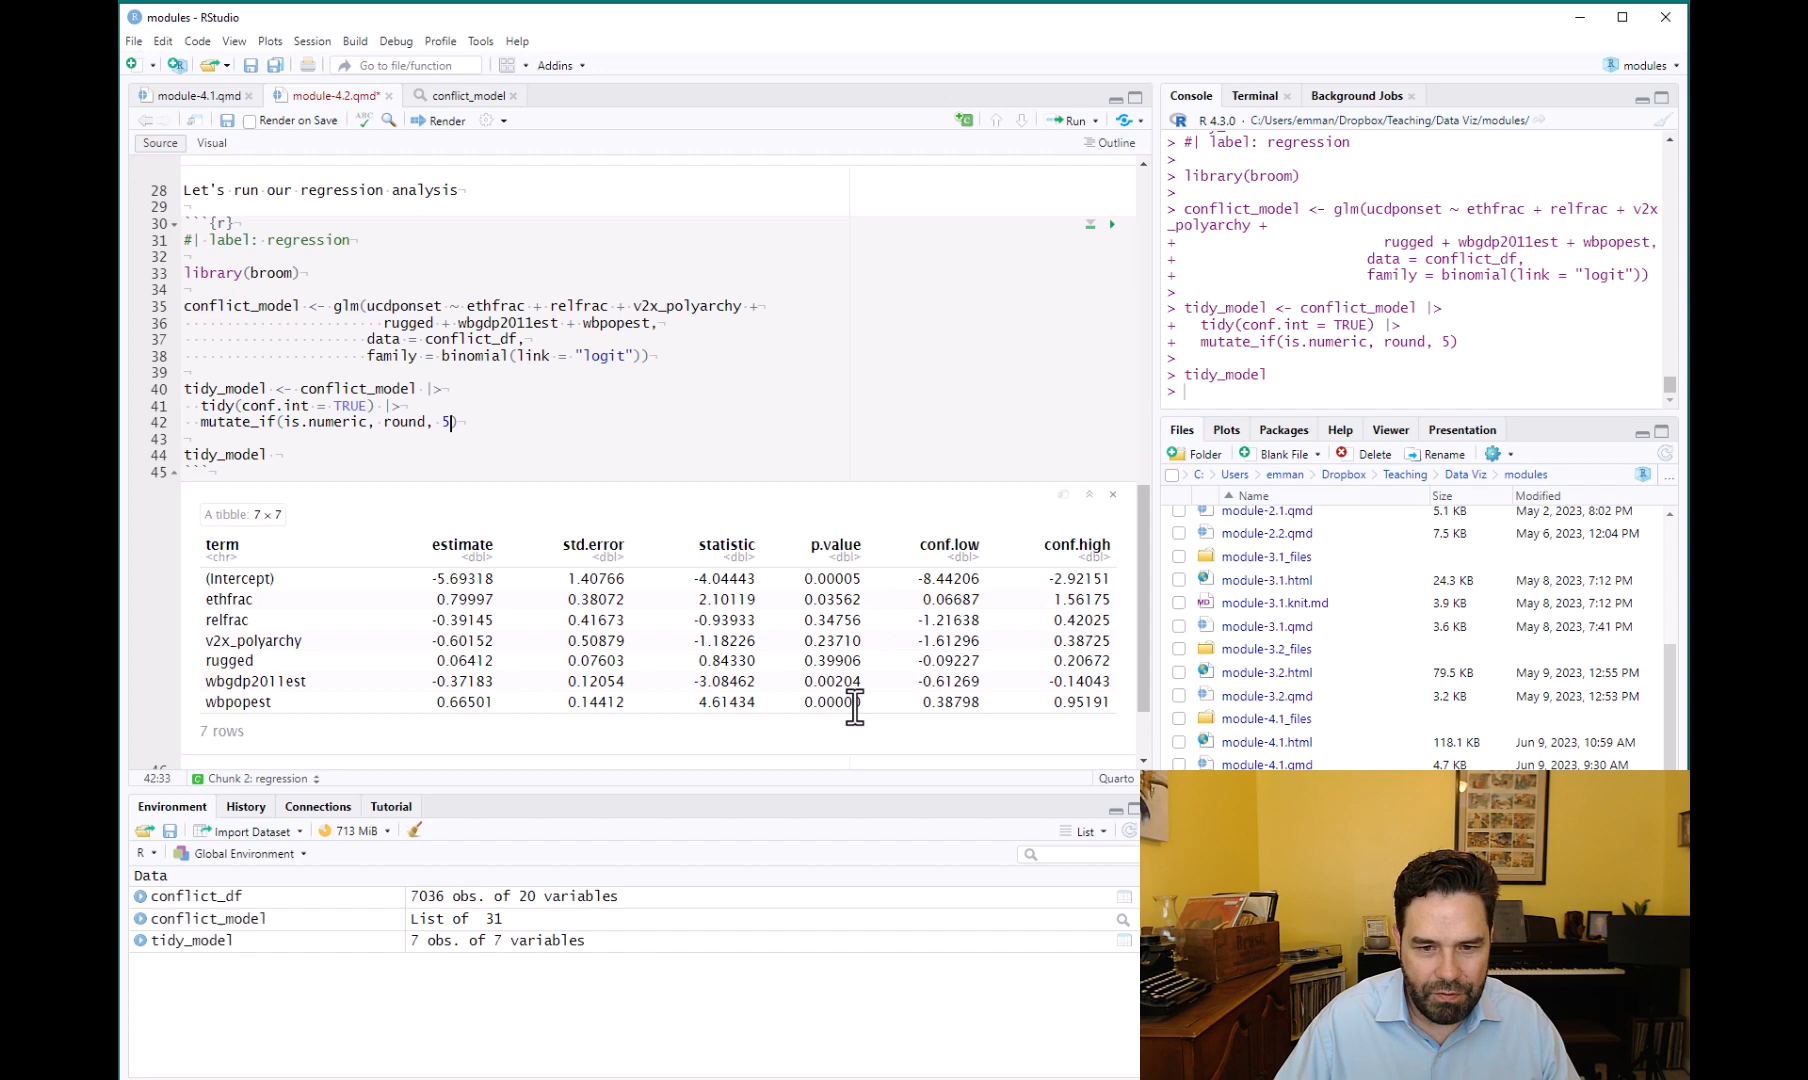 modules - RStudio
File Edit Code View Plots Session Build Debug Profile Tools Help
Go to file/function Addins modules
module-4.1.qmd module-4.2.qmd* conflict_model
Render on Save Render Run
Source Visual Outline
28 Let's run our regression analysis
29
30 ```{r}
31 #| label: regression
32
33 library(broom)
34
35 conflict_model <- glm(ucdponset ~ ethfrac + relfrac + v2x_polyarchy +
36 rugged + wbgdp2011est + wbpopest,
37 data = conflict_df,
38 family = binomial(link = "logit"))
39
40 tidy_model <- conflict_model |>
41 tidy(conf.int = TRUE) |>
42 mutate_if(is.numeric, round, 5)
43
44 tidy_model
45 ```
A tibble: 7 × 7
term estimate std.error statistic p.value conf.low conf.high
<chr> <dbl> <dbl> <dbl> <dbl> <dbl> <dbl>
(Intercept) -5.69318 1.40766 -4.04443 0.00005 -8.44206 -2.92151
ethfrac 0.79997 0.38072 2.10119 0.03562 0.06687 1.56175
relfrac -0.39145 0.41673 -0.93933 0.34756 -1.21638 0.42025
v2x_polyarchy -0.60152 0.50879 -1.18226 0.23710 -1.61296 0.38725
rugged 0.06412 0.07603 0.84330 0.39906 -0.09227 0.20672
wbgdp2011est -0.37183 0.12054 -3.08462 0.00204 -0.61269 -0.14043
wbpopest 0.66501 0.14412 4.61434 0.00000 0.38798 0.95191
7 rows
42:33 Chunk 2: regression Quarto
Environment History Connections Tutorial
Import Dataset 713 MiB List
R Global Environment
Data
conflict_df 7036 obs. of 20 variables
conflict_model List of 31
tidy_model 7 obs. of 7 variables
Console Terminal Background Jobs
R 4.3.0 · C:/Users/emman/Dropbox/Teaching/Data Viz/modules/
> #| label: regression
>
> library(broom)
>
> conflict_model <- glm(ucdponset ~ ethfrac + relfrac + v2x
_polyarchy +
+ rugged + wbgdp2011est + wbpopest,
+ data = conflict_df,
+ family = binomial(link = "logit"))
>
> tidy_model <- conflict_model |>
+ tidy(conf.int = TRUE) |>
+ mutate_if(is.numeric, round, 5)
>
> tidy_model
>
Files Plots Packages Help Viewer Presentation
Folder Blank File Delete Rename
C: Users emman Dropbox Teaching Data Viz modules
Name Size Modified
module-2.1.qmd 5.1 KB May 2, 2023, 8:02 PM
module-2.2.qmd 7.5 KB May 6, 2023, 12:04 PM
module-3.1_files
module-3.1.html 24.3 KB May 8, 2023, 7:12 PM
module-3.1.knit.md 3.9 KB May 8, 2023, 7:12 PM
module-3.1.qmd 3.6 KB May 8, 2023, 7:41 PM
module-3.2_files
module-3.2.html 79.5 KB May 9, 2023, 12:55 PM
module-3.2.qmd 3.2 KB May 9, 2023, 12:53 PM
module-4.1_files
module-4.1.html 118.1 KB Jun 9, 2023, 10:59 AM
module-4.1.qmd 4.7 KB Jun 9, 2023, 9:30 AM